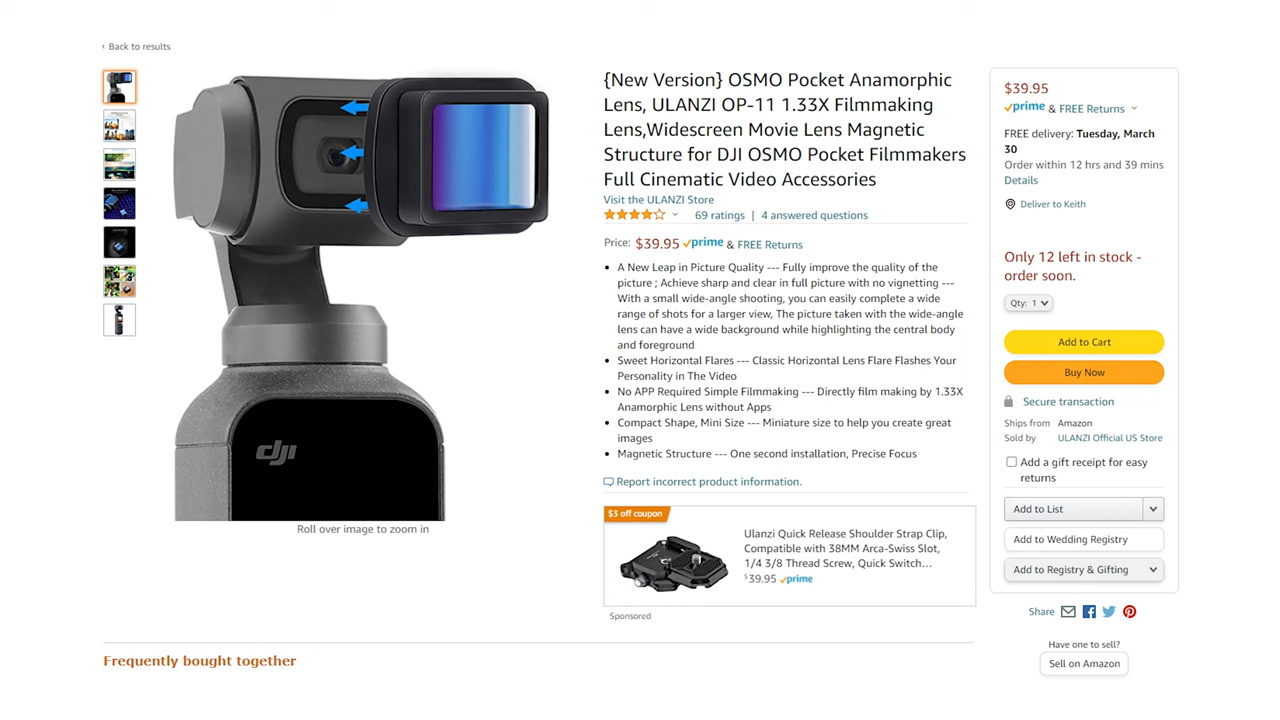 ‹ Back to results
dji
Roll over image to zoom in
{New Version} OSMO Pocket Anamorphic
Lens, ULANZI OP-11 1.33X Filmmaking
Lens,Widescreen Movie Lens Magnetic
Structure for DJI OSMO Pocket Filmmakers
Full Cinematic Video Accessories
Visit the ULANZI Store
69 ratings | 4 answered questions
Price: $39.95 prime & FREE Returns
• A New Leap in Picture Quality --- Fully improve the quality of the
picture ; Achieve sharp and clear in full picture with no vignetting ---
With a small wide-angle shooting, you can easily complete a wide
range of shots for a larger view, The picture taken with the wide-angle
lens can have a wide background while highlighting the central body
and foreground
• Sweet Horizontal Flares --- Classic Horizontal Lens Flare Flashes Your
Personality in The Video
• No APP Required Simple Filmmaking --- Directly film making by 1.33X
Anamorphic Lens without Apps
• Compact Shape, Mini Size --- Miniature size to help you create great
images
• Magnetic Structure --- One second installation, Precise Focus
Report incorrect product information.
$3 off coupon
Ulanzi Quick Release Shoulder Strap Clip,
Compatible with 38MM Arca-Swiss Slot,
1/4 3/8 Thread Screw, Quick Switch...
$39.95 prime
Sponsored
$39.95
prime & FREE Returns
FREE delivery: Tuesday, March
30
Order within 12 hrs and 39 mins
Details
Deliver to Keith
Only 12 left in stock -
order soon.
Qty: 1
Add to Cart
Buy Now
Secure transaction
Ships from Amazon
Sold by ULANZI Official US Store
Add a gift receipt for easy
returns
Add to List
Add to Wedding Registry
Add to Registry & Gifting
Share
Have one to sell?
Sell on Amazon
Frequently bought together